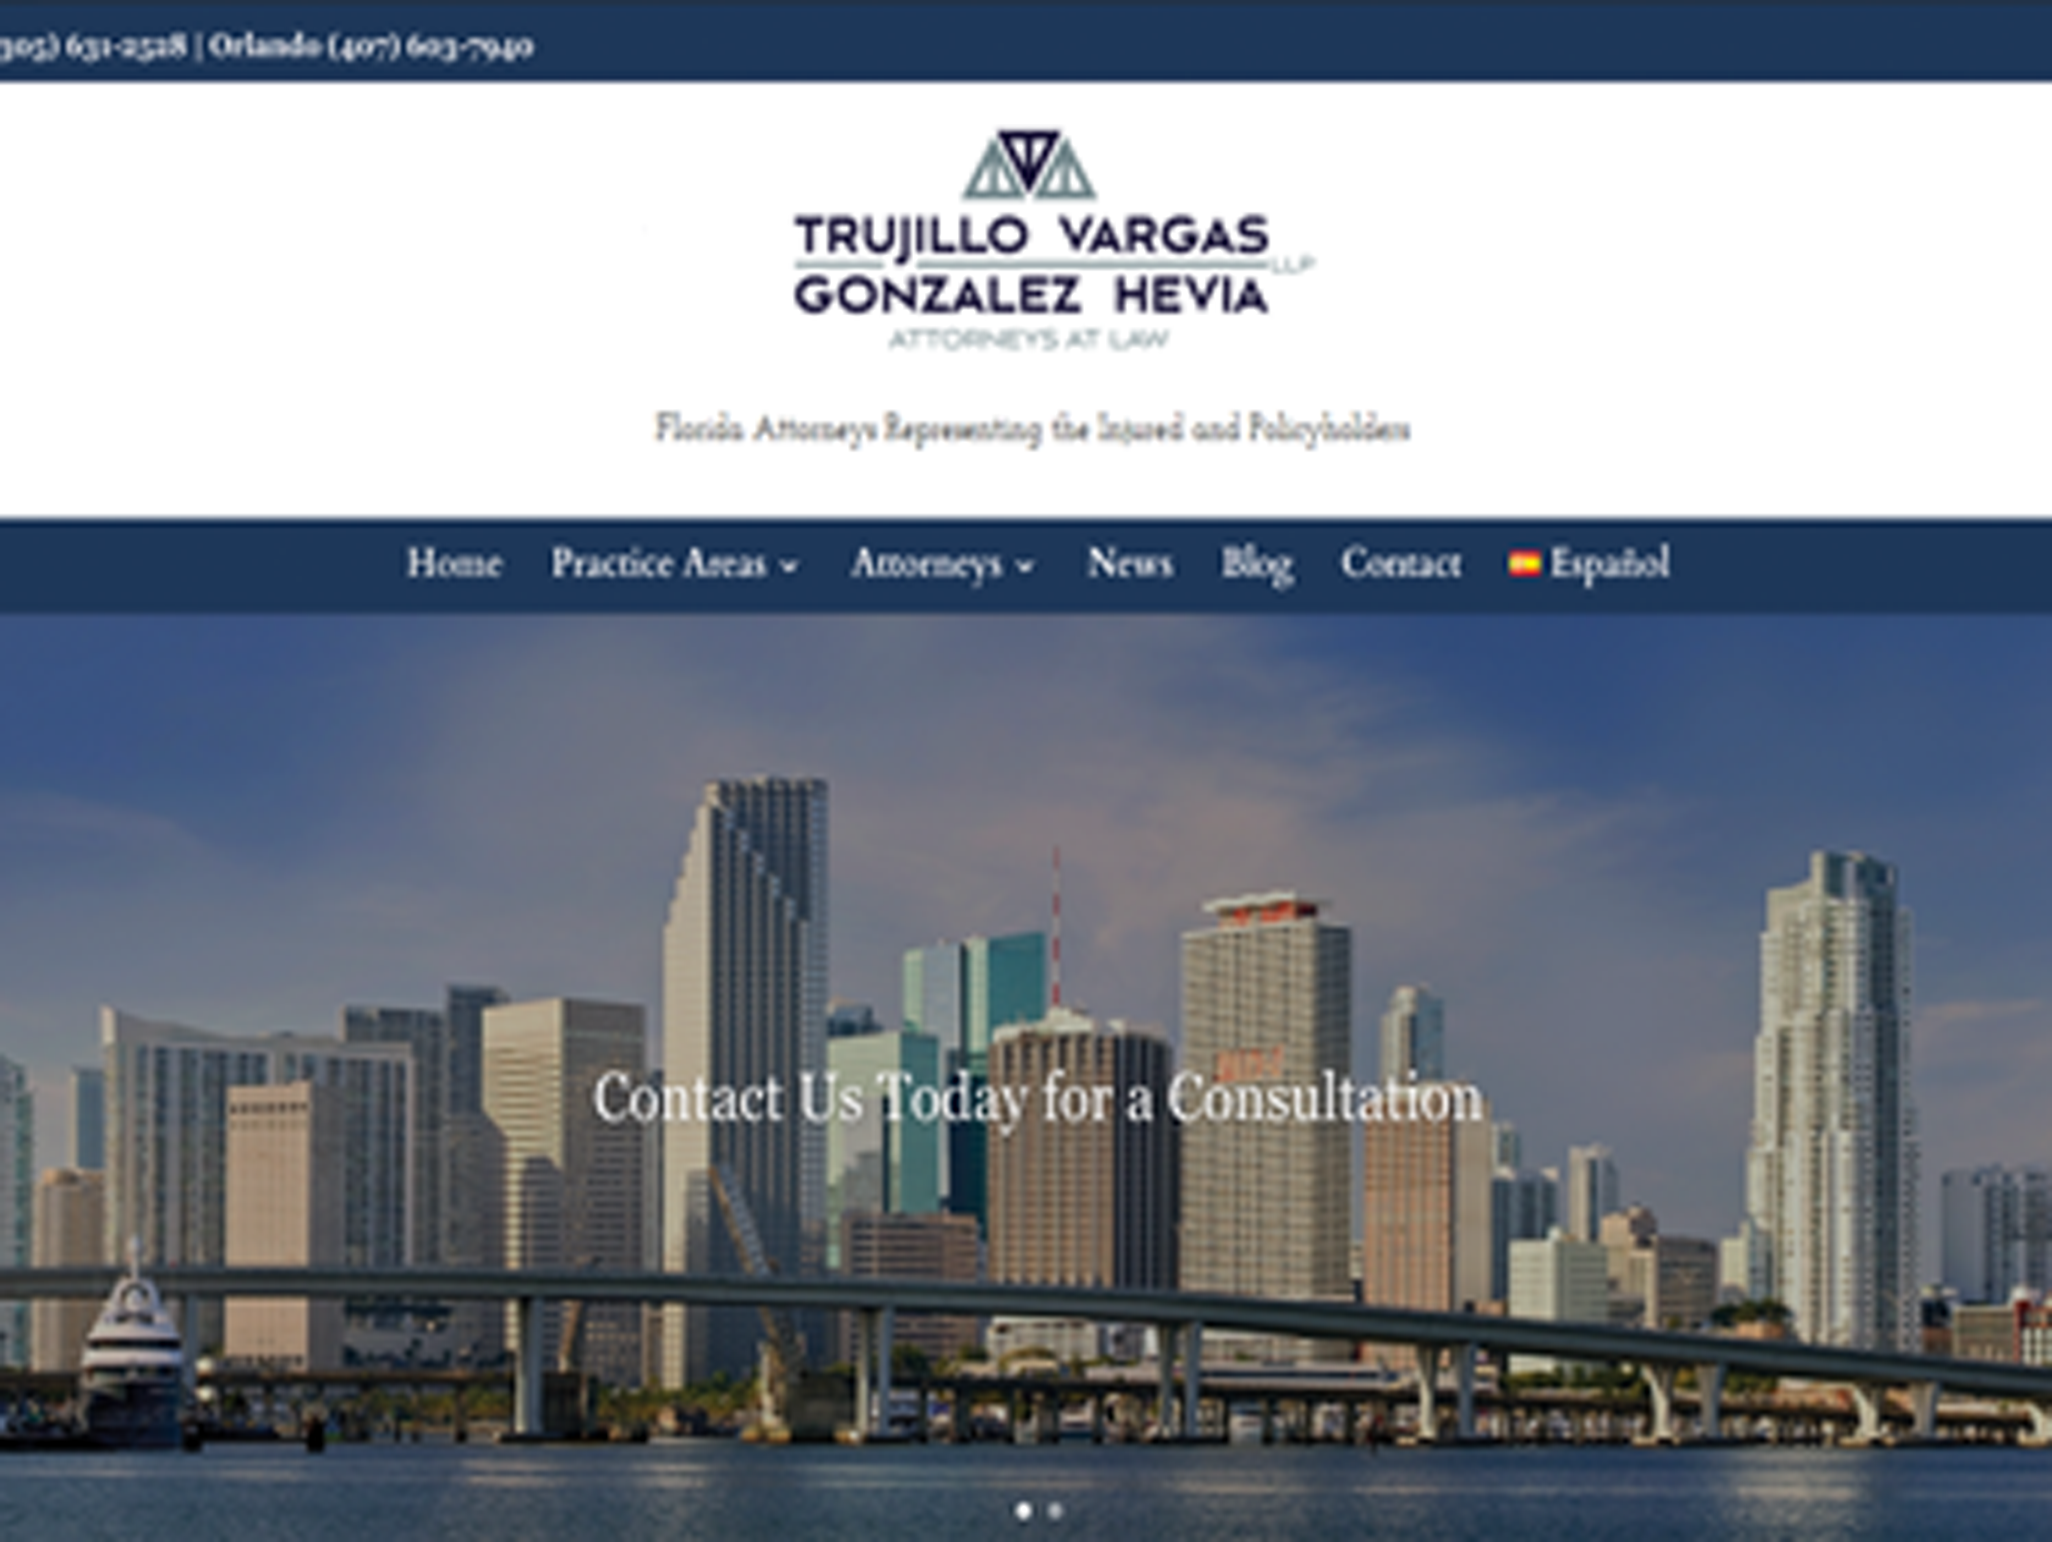 305) 631-2528 | Orlando (407) 603-7940
TRUJILLO VARGAS
LLP
GONZALEZ HEVIA
ATTORNEYS AT LAW
Florida Attorneys Representing the Injured and Policyholders
Home Practice Areas Attorneys News Blog Contact Español
Contact Us Today for a Consultation